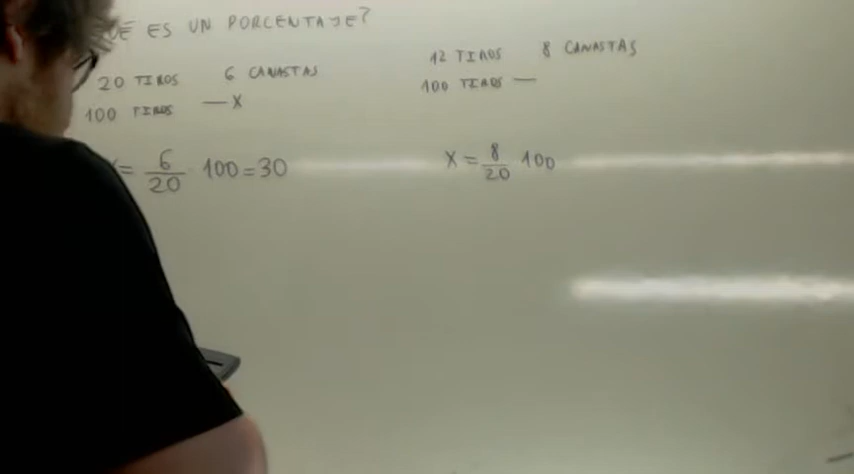 É ES UN PORCENTAJE?
20 TIROS 6 CANASTAS
100 TIROS — X
= 6/20 100 = 30
12 TIROS 8 CANASTAS
100 TIROS —
X = 8/20 100